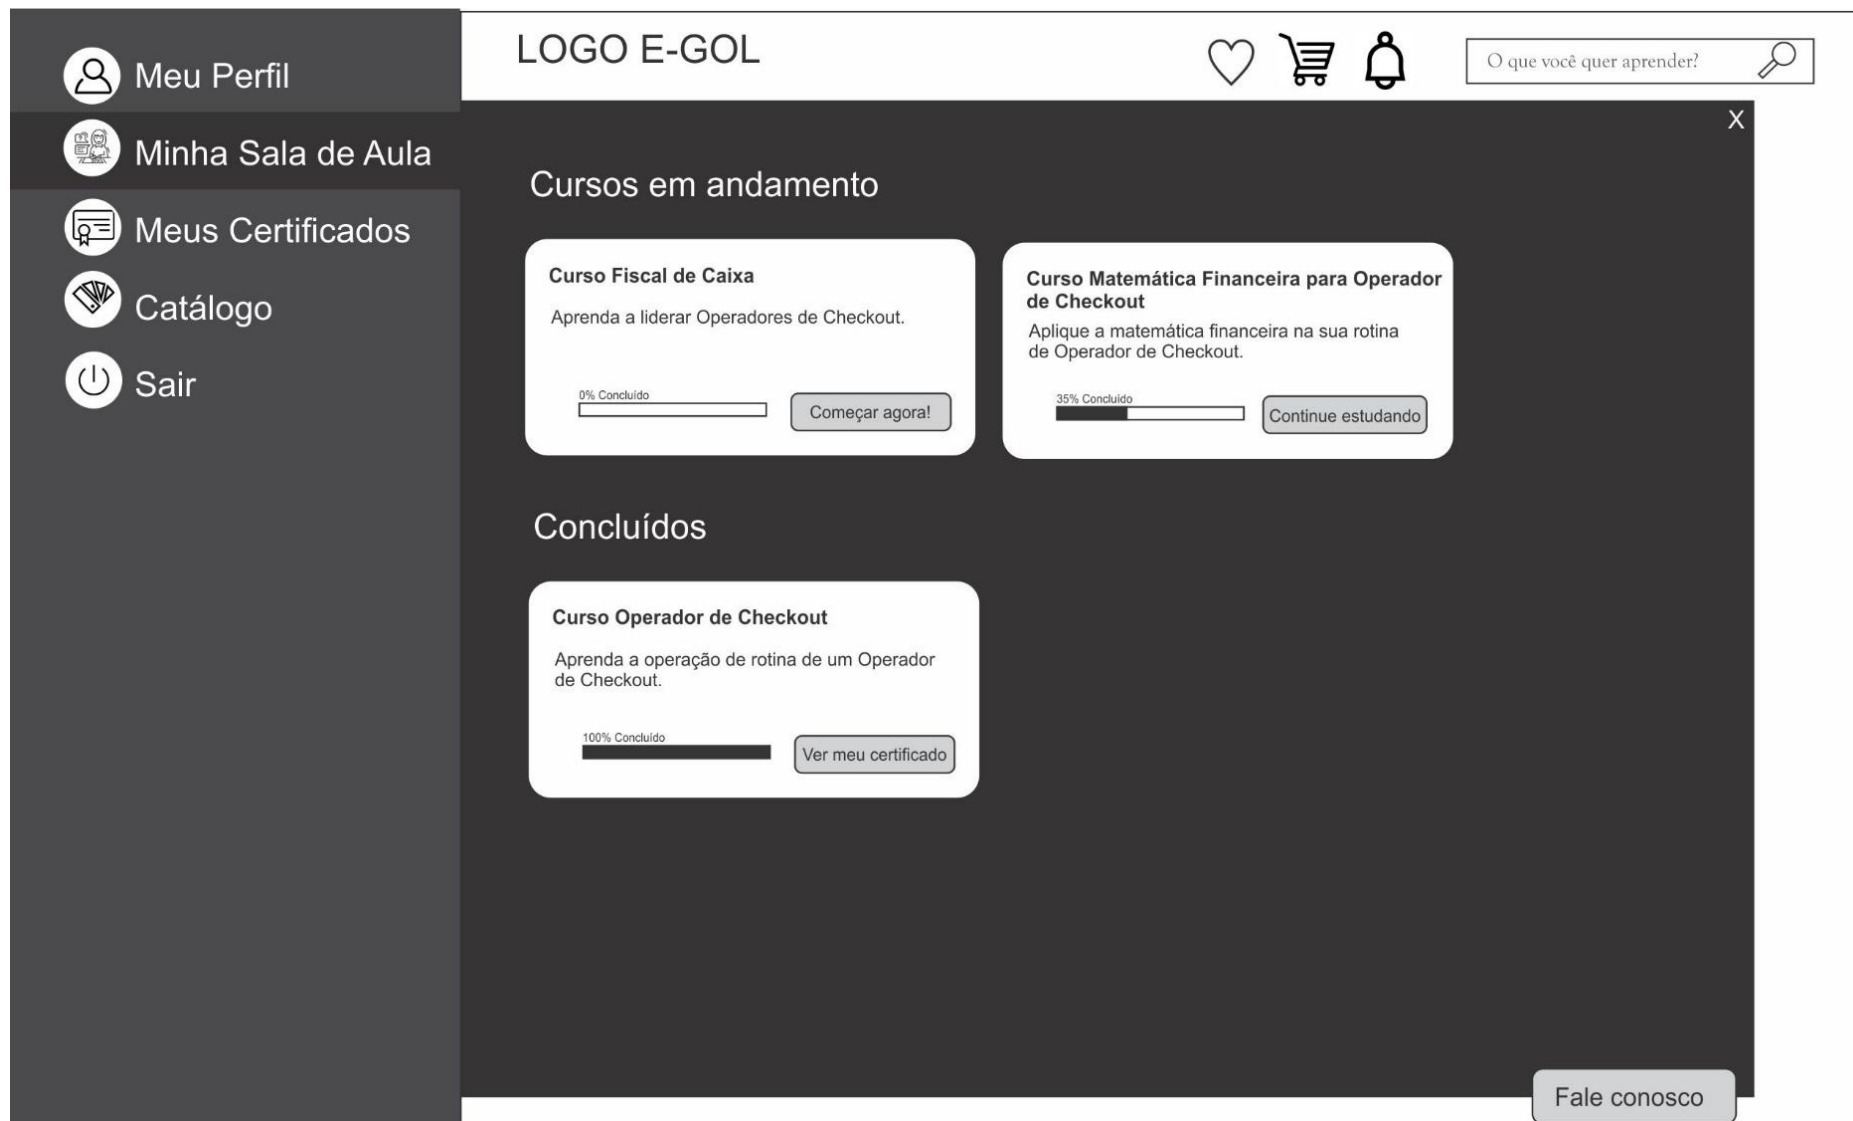 Meu Perfil
Minha Sala de Aula
Meus Certificados
Catálogo
Sair
LOGO E-GOL
O que você quer aprender?
X
Cursos em andamento
Curso Fiscal de Caixa
Aprenda a liderar Operadores de Checkout.
0% Concluído
Começar agora!
Curso Matemática Financeira para Operador
de Checkout
Aplique a matemática financeira na sua rotina
de Operador de Checkout.
35% Concluído
Continue estudando
Concluídos
Curso Operador de Checkout
Aprenda a operação de rotina de um Operador
de Checkout.
100% Concluído
Ver meu certificado
Fale conosco